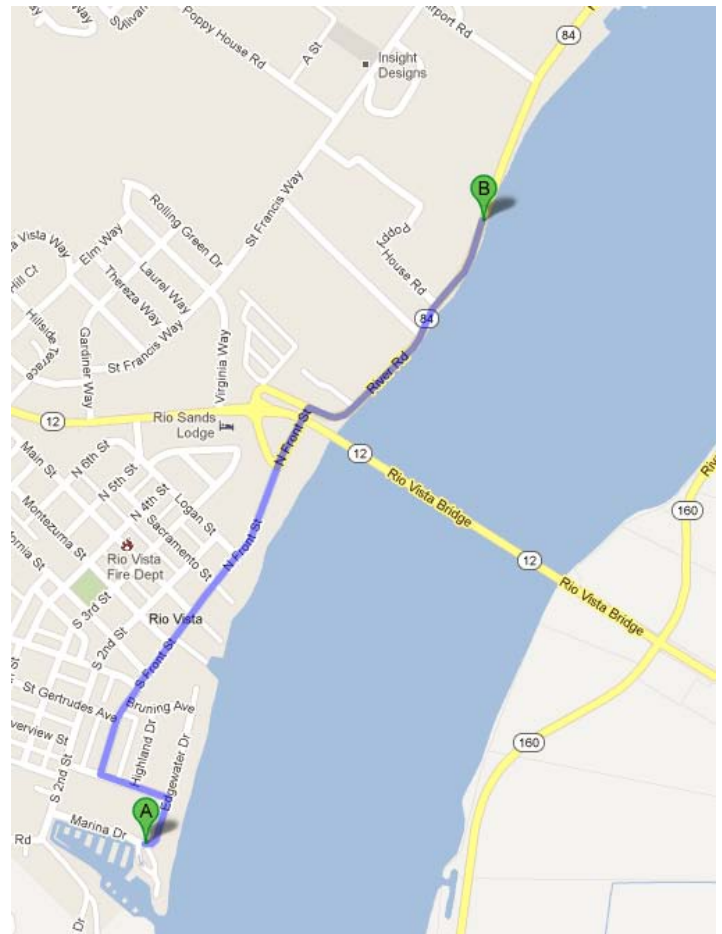 Poppy House Rd
A St
84
Insight
Designs
B
Rolling Green Dr
St Francis Way
Poppy
House Rd
Vista Way
Elm Way
Laurel Way
Thereza Way
Hill Ct
Hillside
Terrace
Gardiner Way
St Francis Way
Virginia Way
84
River Rd
12
Rio Sands
Lodge
N Front St
12
Rio Vista Bridge
160
Main St
N 6th St
N 5th St
N 4th St
Logan St
Sacramento St
Montezuma St
N Front St
12
Rio Vista
Fire Dept
Rio Vista Bridge
S 3rd St
Rio Vista
S 2nd St
S Front St
St Gertrudes Ave
Bruning Ave
Highland Dr
Edgewater Dr
S 2nd St
160
A
Marina Dr
Rd
Dr